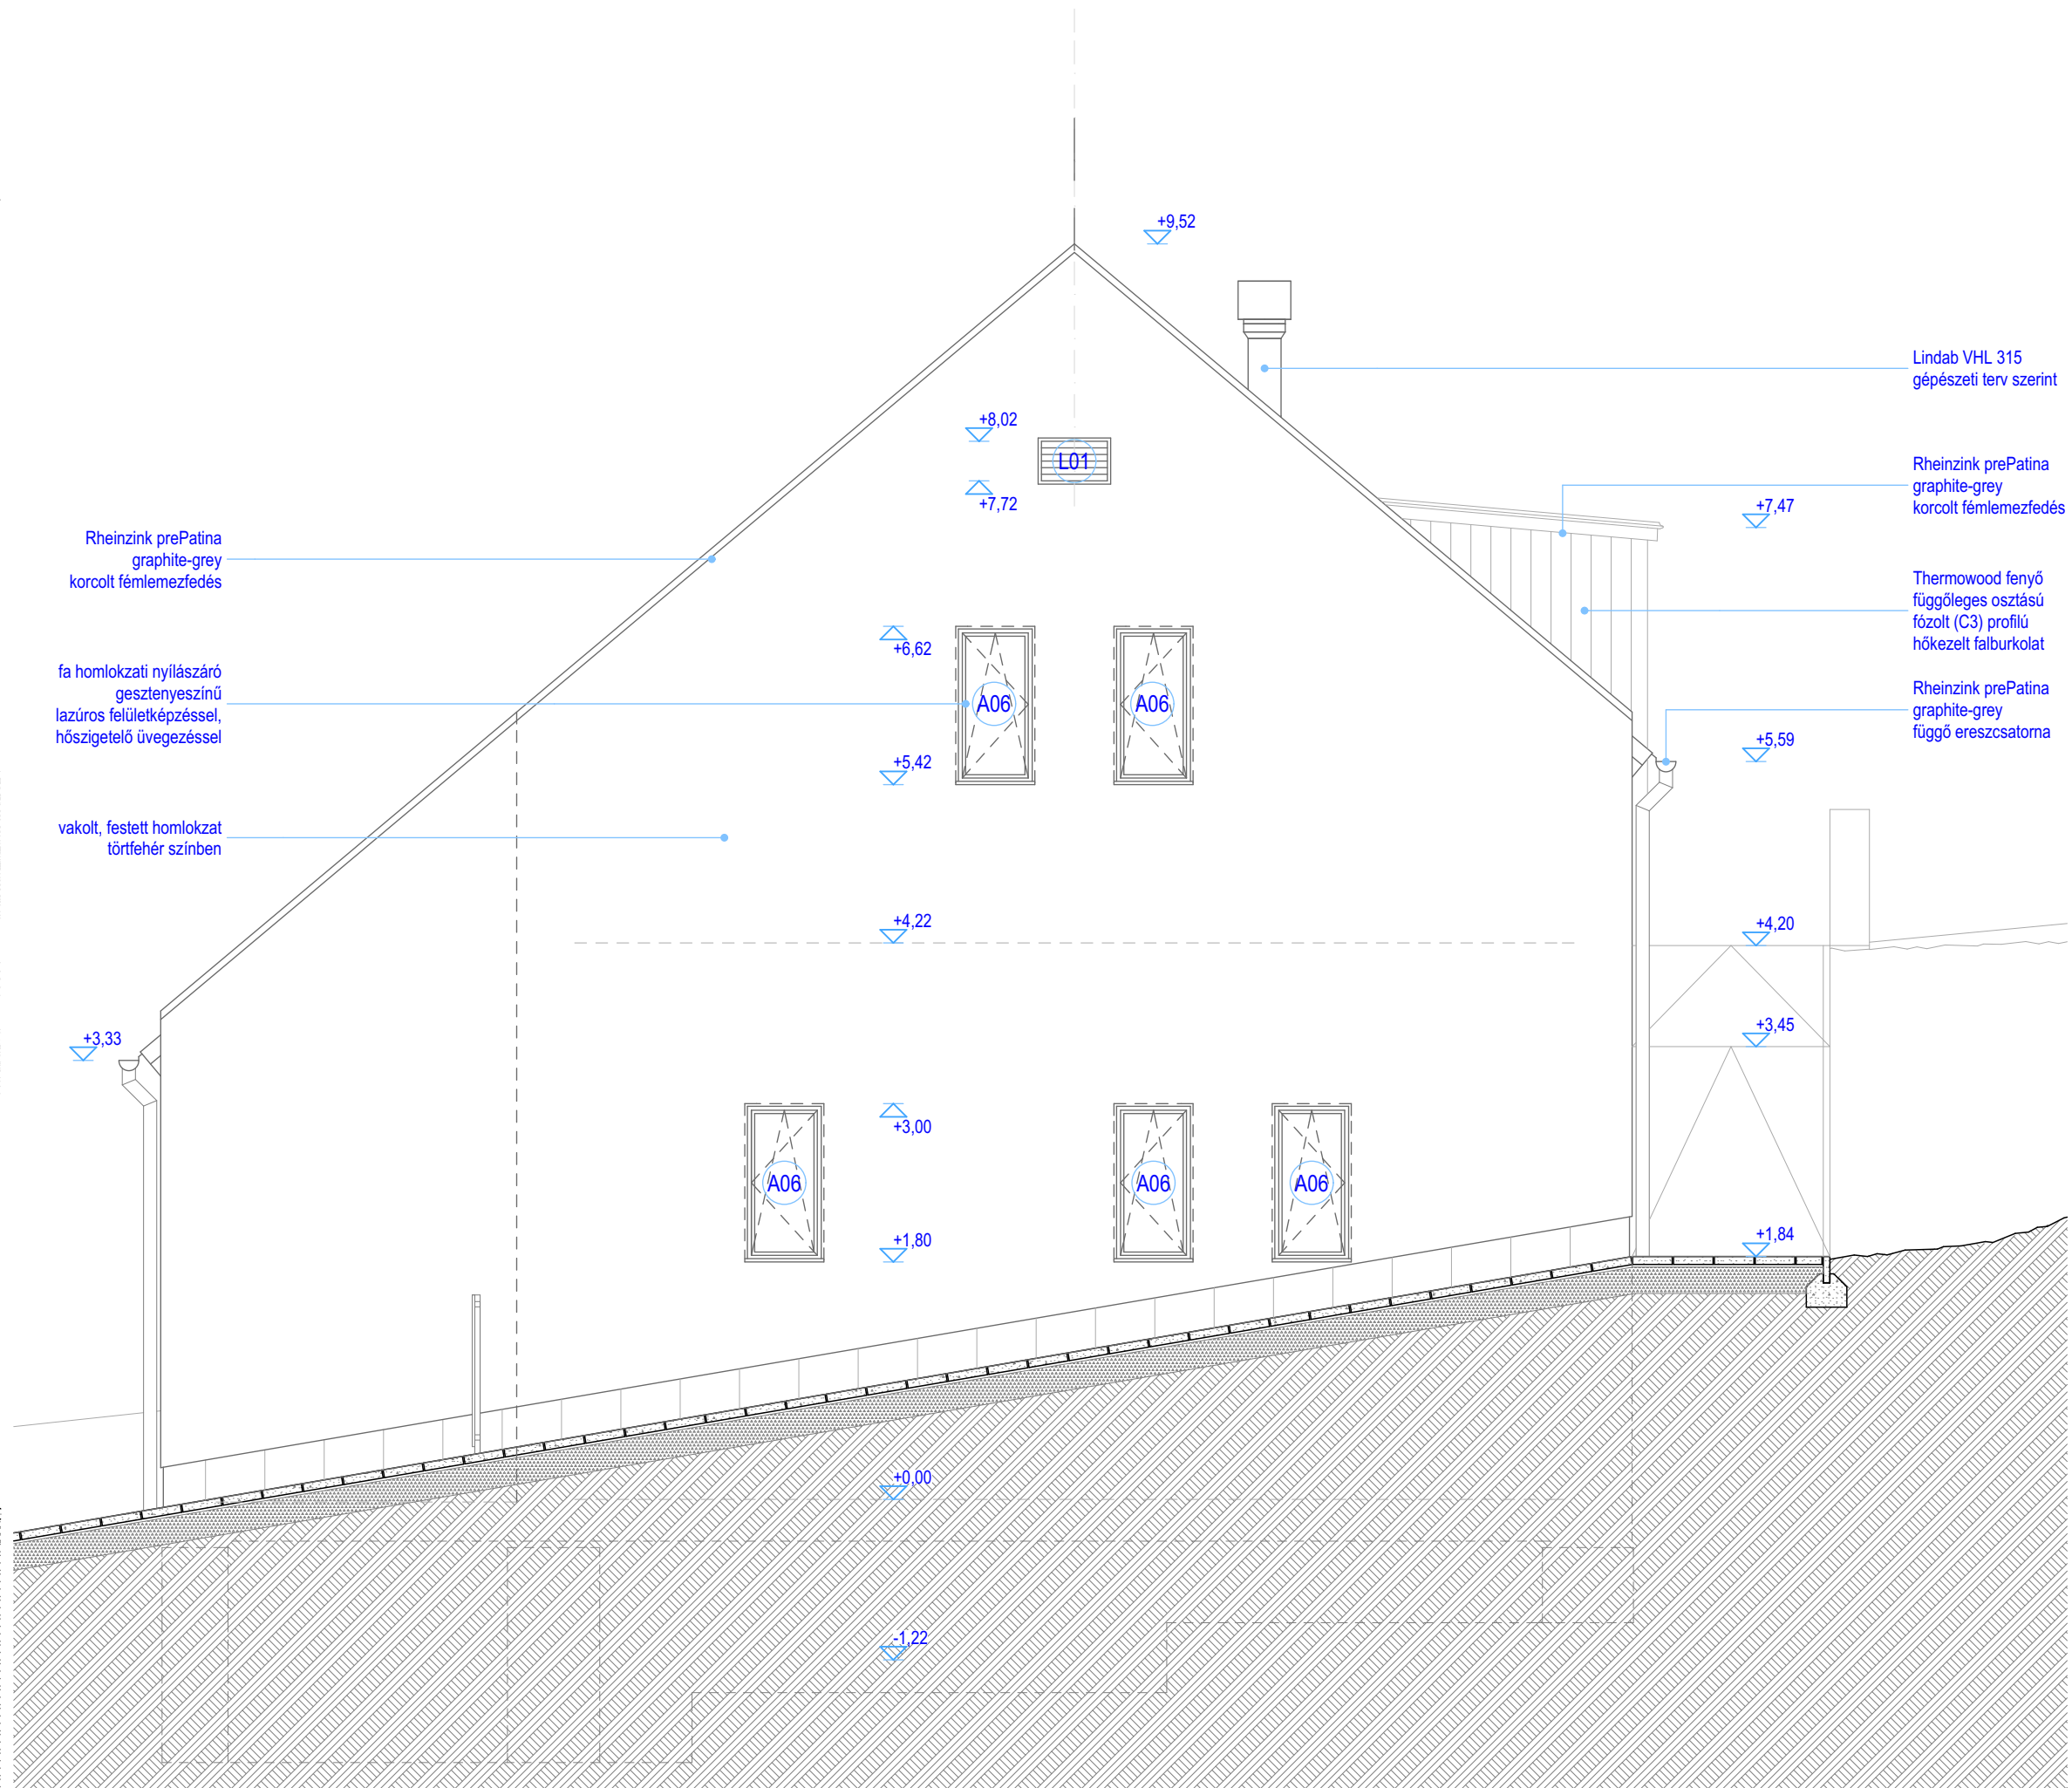 +9,52
Lindab VHL 315
gépészeti terv szerint
+8,02
L01
+7,72
Rheinzink prePatina
graphite-grey
korcolt fémlemezfedés
+7,47
Rheinzink prePatina
graphite-grey
korcolt fémlemezfedés
Thermowood fenyő
függőleges osztású
fózolt (C3) profilú
hőkezelt falburkolat
+6,62
fa homlokzati nyílászáró
gesztenyeszínű
lazúros felületképzéssel,
hőszigetelő üvegezéssel
A06
A06
Rheinzink prePatina
graphite-grey
függő ereszcsatorna
+5,59
+5,42
vakolt, festett homlokzat
törtfehér színben
+4,22
+4,20
+3,45
+3,33
+3,00
A06
A06
A06
+1,80
+1,84
+0,00
-1,22